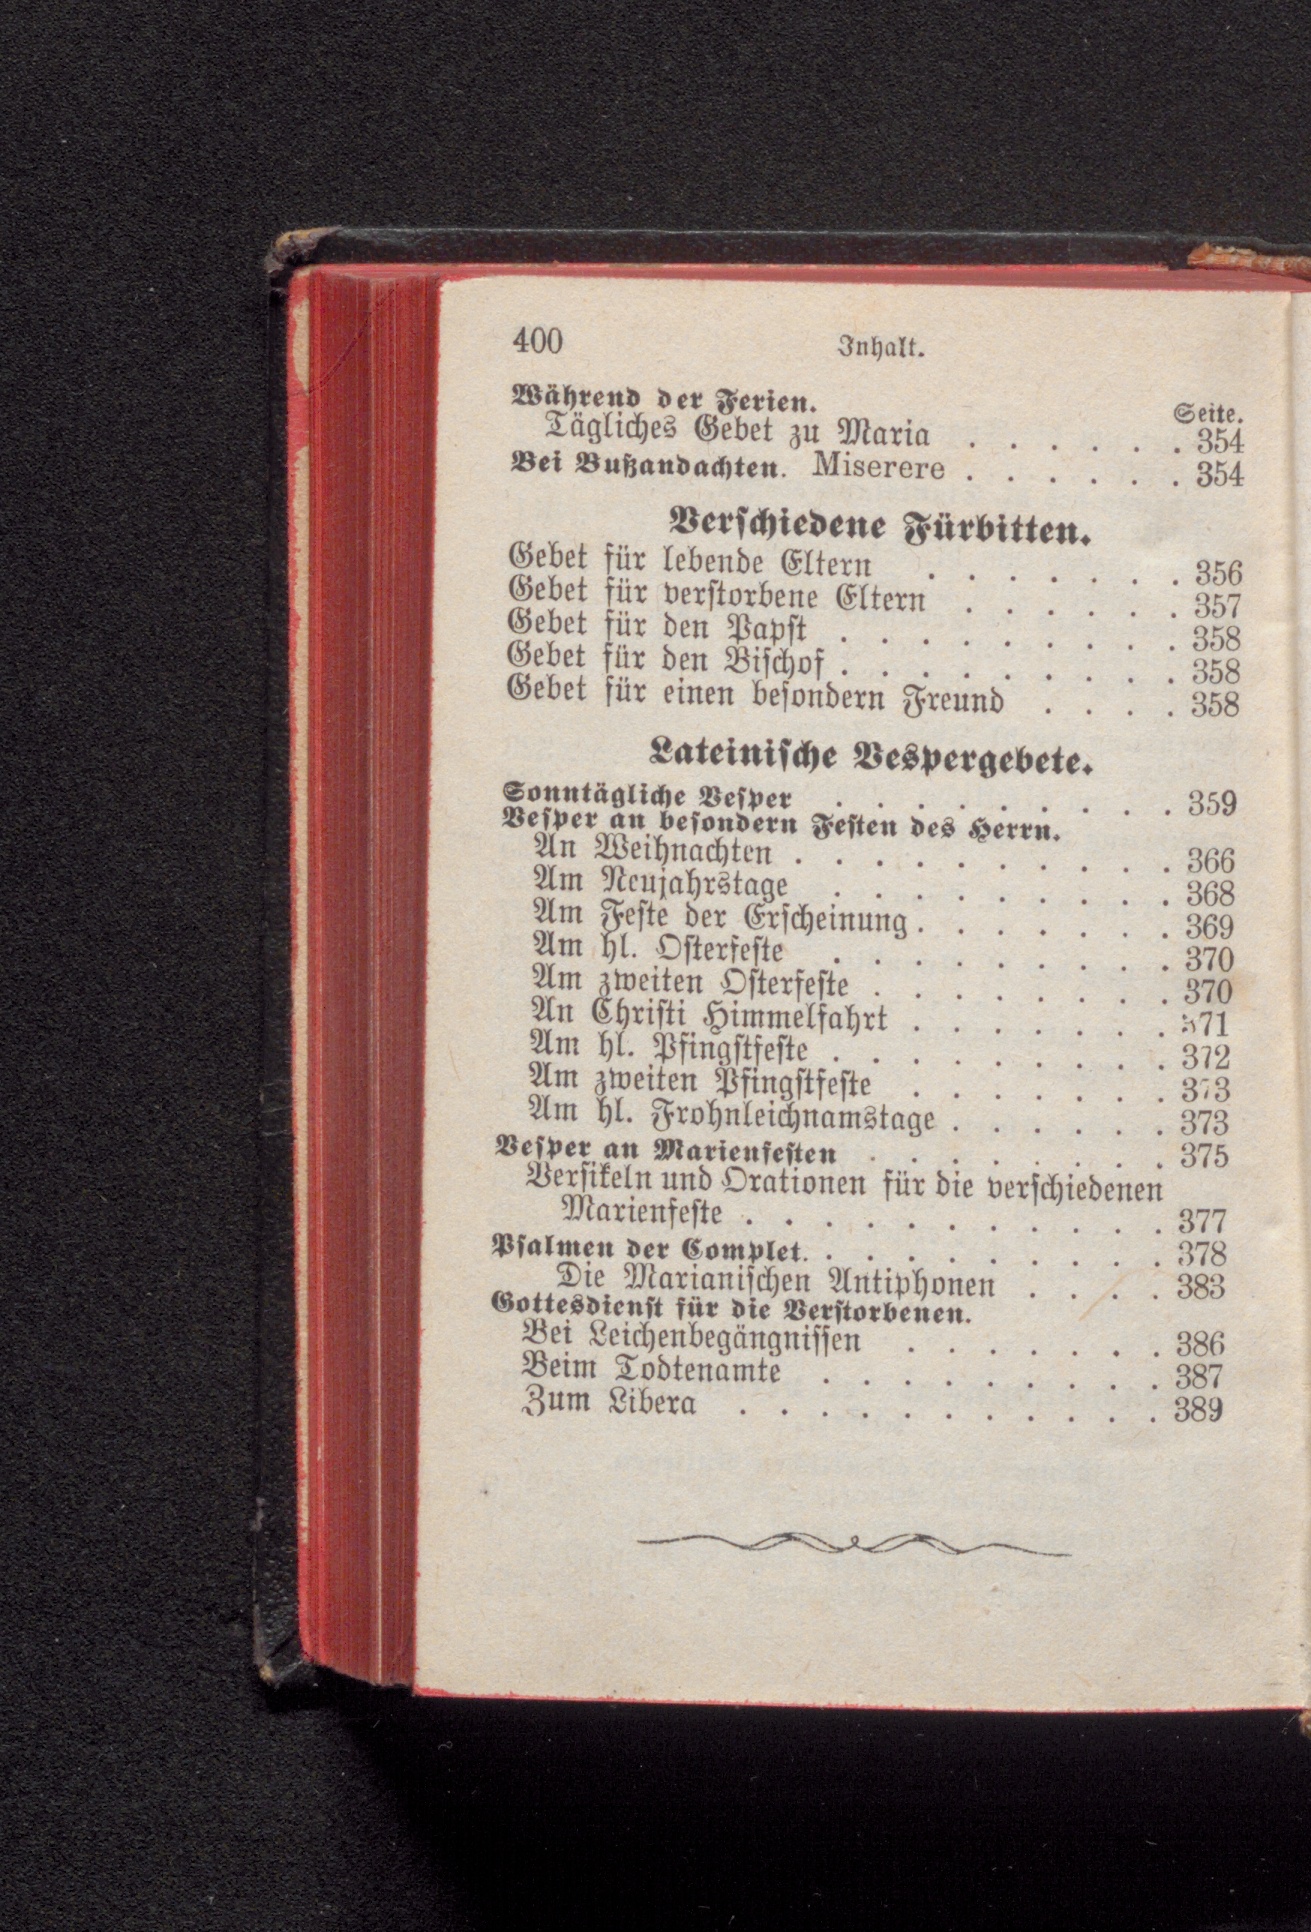 400 Inhalt.
Während der Ferien.
Seite.
Tägliches Gebet zu Maria . . . . . . 354
Bei Bußandachten. Miserere . . . . . . 354
Verschiedene Fürbitten.
Gebet für lebende Eltern . . . . . . . 356
Gebet für verstorbene Eltern . . . . . . 357
Gebet für den Papst . . . . . . . . . 358
Gebet für den Bischof . . . . . . . . . 358
Gebet für einen besondern Freund . . . . 358
Lateinische Vespergebete.
Sonntägliche Vesper . . . . . . . . . 359
Vesper an besondern Festen des Herrn.
An Weihnachten . . . . . . . . . . 366
Am Neujahrstage . . . . . . . . . 368
Am Feste der Erscheinung . . . . . . . 369
Am hl. Osterfeste . . . . . . . . . 370
Am zweiten Osterfeste . . . . . . . . 370
An Christi Himmelfahrt . . . . . . . 371
Am hl. Pfingstfeste . . . . . . . . . 372
Am zweiten Pfingstfeste . . . . . . . 373
Am hl. Frohnleichnamstage . . . . . . 373
Vesper an Marienfesten . . . . . . . . 375
Versikeln und Orationen für die verschiedenen
Marienfeste . . . . . . . . . . . 377
Psalmen der Complet. . . . . . . . . . 378
Die Marianischen Antiphonen . . . . 383
Gottesdienst für die Verstorbenen.
Bei Leichenbegängnissen . . . . . . . 386
Beim Todtenamte . . . . . . . . . 387
Zum Libera . . . . . . . . . . . 389